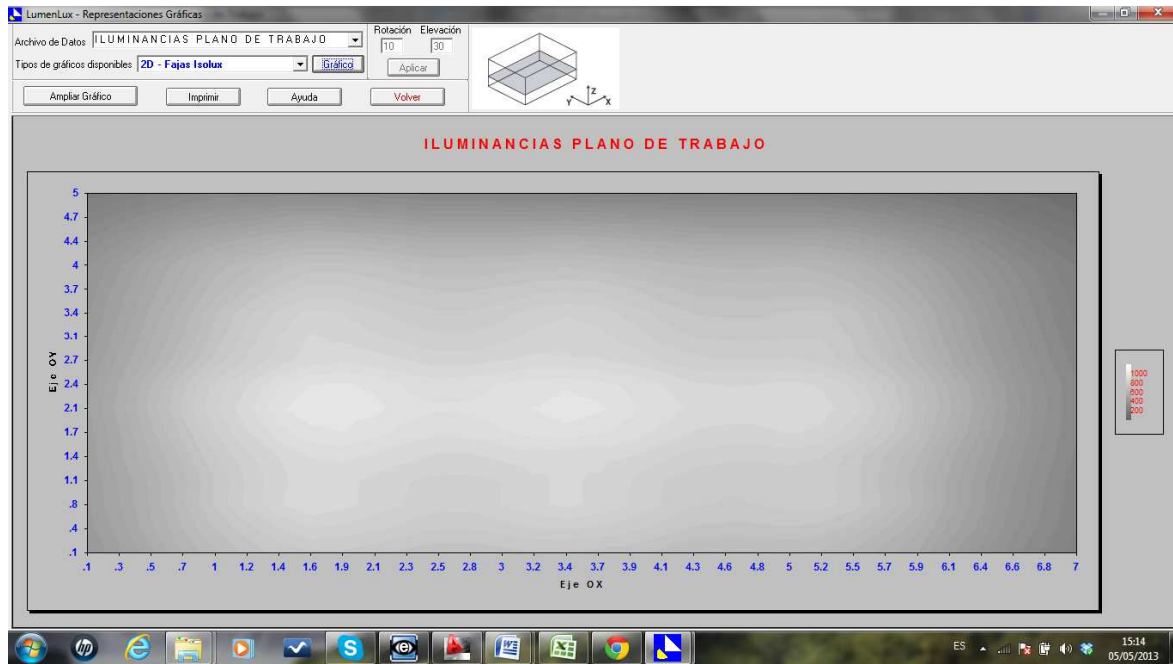 LumenLux - Representaciones Gráficas
Archivo de Datos ILUMINANCIAS PLANO DE TRABAJO
Rotación Elevación
10 30
Tipos de gráficos disponibles 2D - Fajas Isolux Gráfico Aplicar
Ampliar Gráfico Imprimir Ayuda Volver
Z
Y X
ILUMINANCIAS PLANO DE TRABAJO
5
4.7
4.4
4
3.7
3.4
3.1
2.7
2.4
2.1
1.7
1.4
1.1
.8
.4
.1
Eje OY
.1 .3 .5 .7 1 1.2 1.4 1.6 1.9 2.1 2.3 2.5 2.8 3 3.2 3.4 3.7 3.9 4.1 4.3 4.6 4.8 5 5.2 5.5 5.7 5.9 6.1 6.4 6.6 6.8 7
Eje OX
1000
800
600
400
200
ES 15:14
05/05/2013